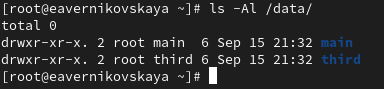 [root@eavernikovskaya ~]# ls -Al /data/
total 0
drwxr-xr-x. 2 root main  6 Sep 15 21:32 main
drwxr-xr-x. 2 root third 6 Sep 15 21:32 third
[root@eavernikovskaya ~]#